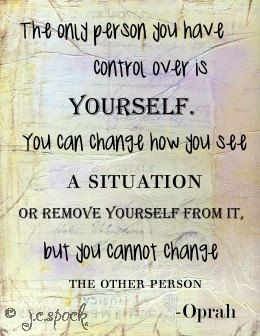 The only person you have
control over is
YOURSELF.
You can change how you see
A SITUATION
OR REMOVE YOURSELF FROM IT,
but you cannot change
THE OTHER PERSON
-Oprah
© j.c.spock